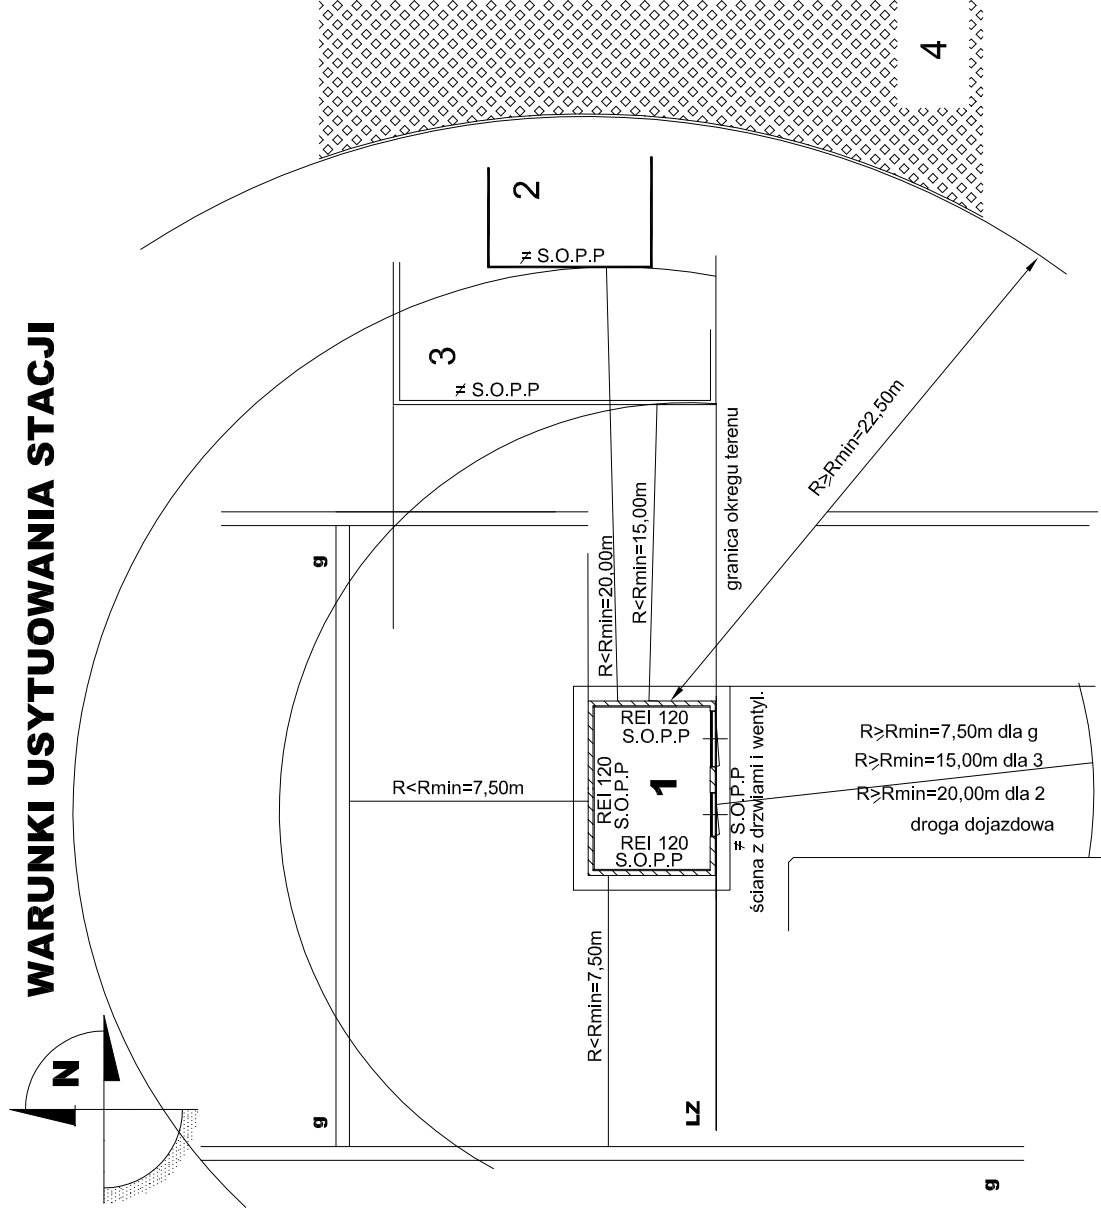 WARUNKI USYTUOWANIA STACJI
N
4
2
≠ S.O.P.P
3
≠ S.O.P.P
R≥Rmin=22,50m
granica okregu terenu
R<Rmin=20,00m
R<Rmin=15,00m
g
R<Rmin=7,50m
REI 120
S.O.P.P
REI 120
S.O.P.P
1
REI 120
S.O.P.P
≠ S.O.P.P
ściana z drzwiami i wentyl.
R≥Rmin=7,50m dla g
R≥Rmin=15,00m dla 3
R≥Rmin=20,00m dla 2
droga dojazdowa
R<Rmin=7,50m
LZ
g
g